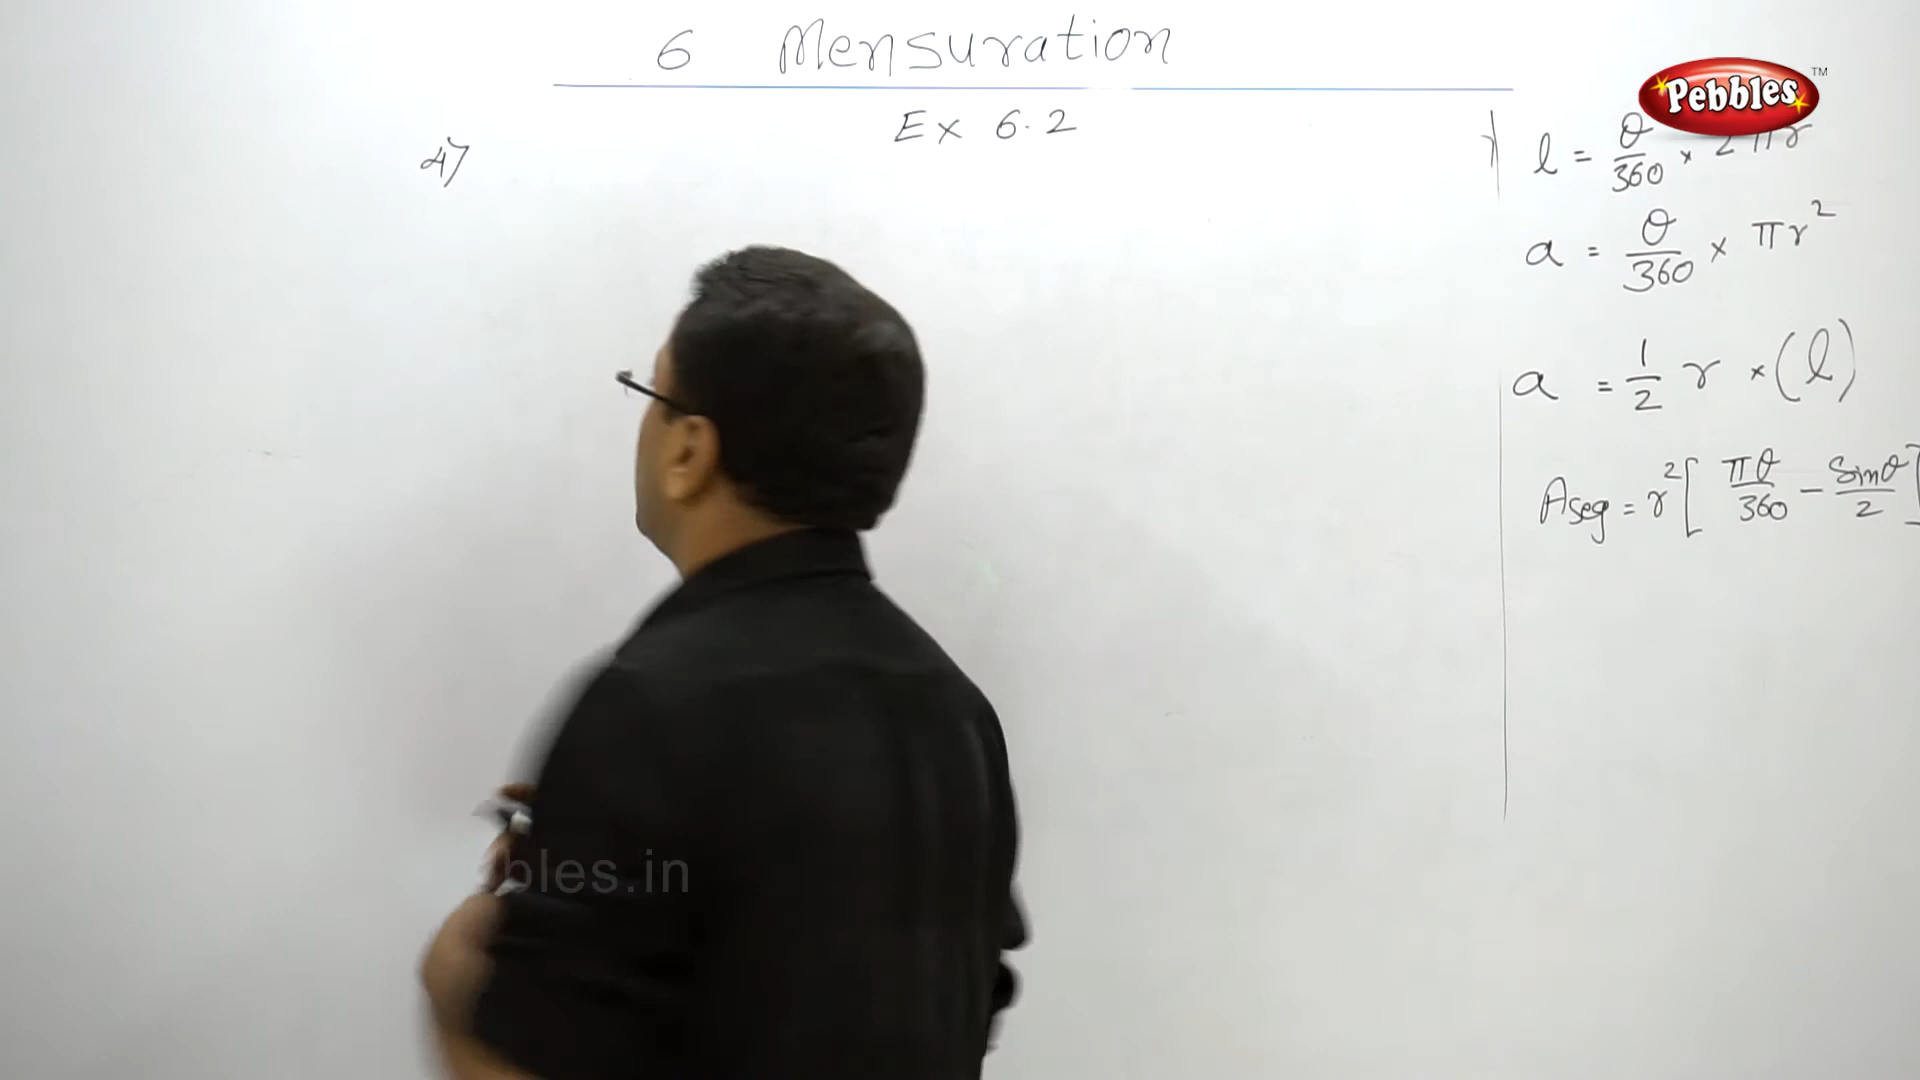 6 Mensuration
Pebbles TM
Ex 6.2
4)
l = θ/360 × 2πr
a = θ/360 × πr²
a = 1/2 r × (l)
Aseg = r² [ πθ/360 - sinθ/2 ]
bles.in